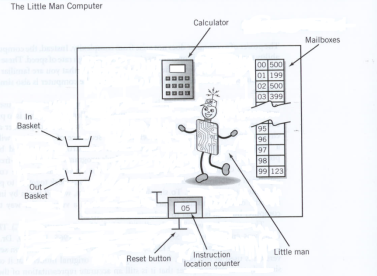 The Little Man Computer
Calculator
Mailboxes
00 500
01 199
02 500
03 399
95
96
97
98
99 123
In
Basket
Out
Basket
05
Reset button
Instruction
location counter
Little man